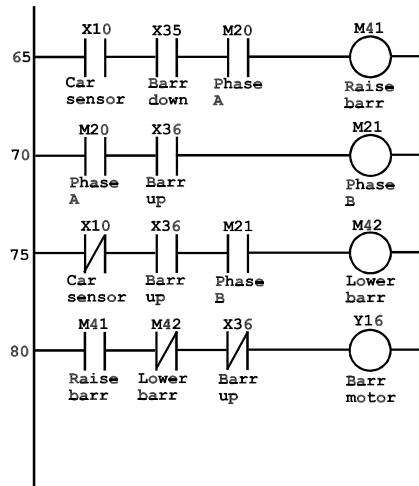 X10 X35 M20 M41
65
Car Barr Phase Raise
sensor down A barr
M20 X36 M21
70
Phase Barr Phase
A up B
X10 X36 M21 M42
75
Car Barr Phase Lower
sensor up B barr
M41 M42 X36 Y16
80
Raise Lower Barr Barr
barr barr up motor